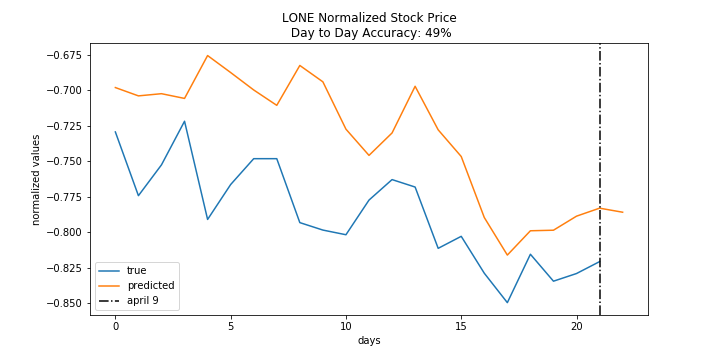 LONE Normalized Stock Price
Day to Day Accuracy: 49%
normalized values
−0.675
−0.700
−0.725
−0.750
−0.775
−0.800
−0.825
−0.850
true
predicted
april 9
0
5
10
15
20
days